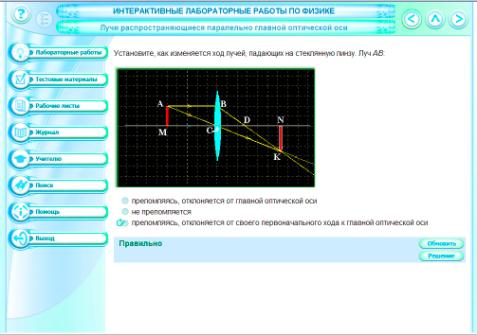 ИНТЕРАКТИВНЫЕ ЛАБОРАТОРНЫЕ РАБОТЫ ПО ФИЗИКЕ
Лучи распространяющиеся паралельно главной оптической оси
Лабораторные работы
Тестовые материалы
Рабочие листы
Журнал
Учителю
Поиск
Помощь
Выход
Установите, как изменяется ход лучей, падающих на стеклянную линзу. Луч AB:
A
B
M
C
D
N
K
преломляясь, отклоняется от главной оптической оси
не преломляется
преломляясь, отклоняется от своего первоначального хода к главной оптической оси
Правильно
Обновить
Решение